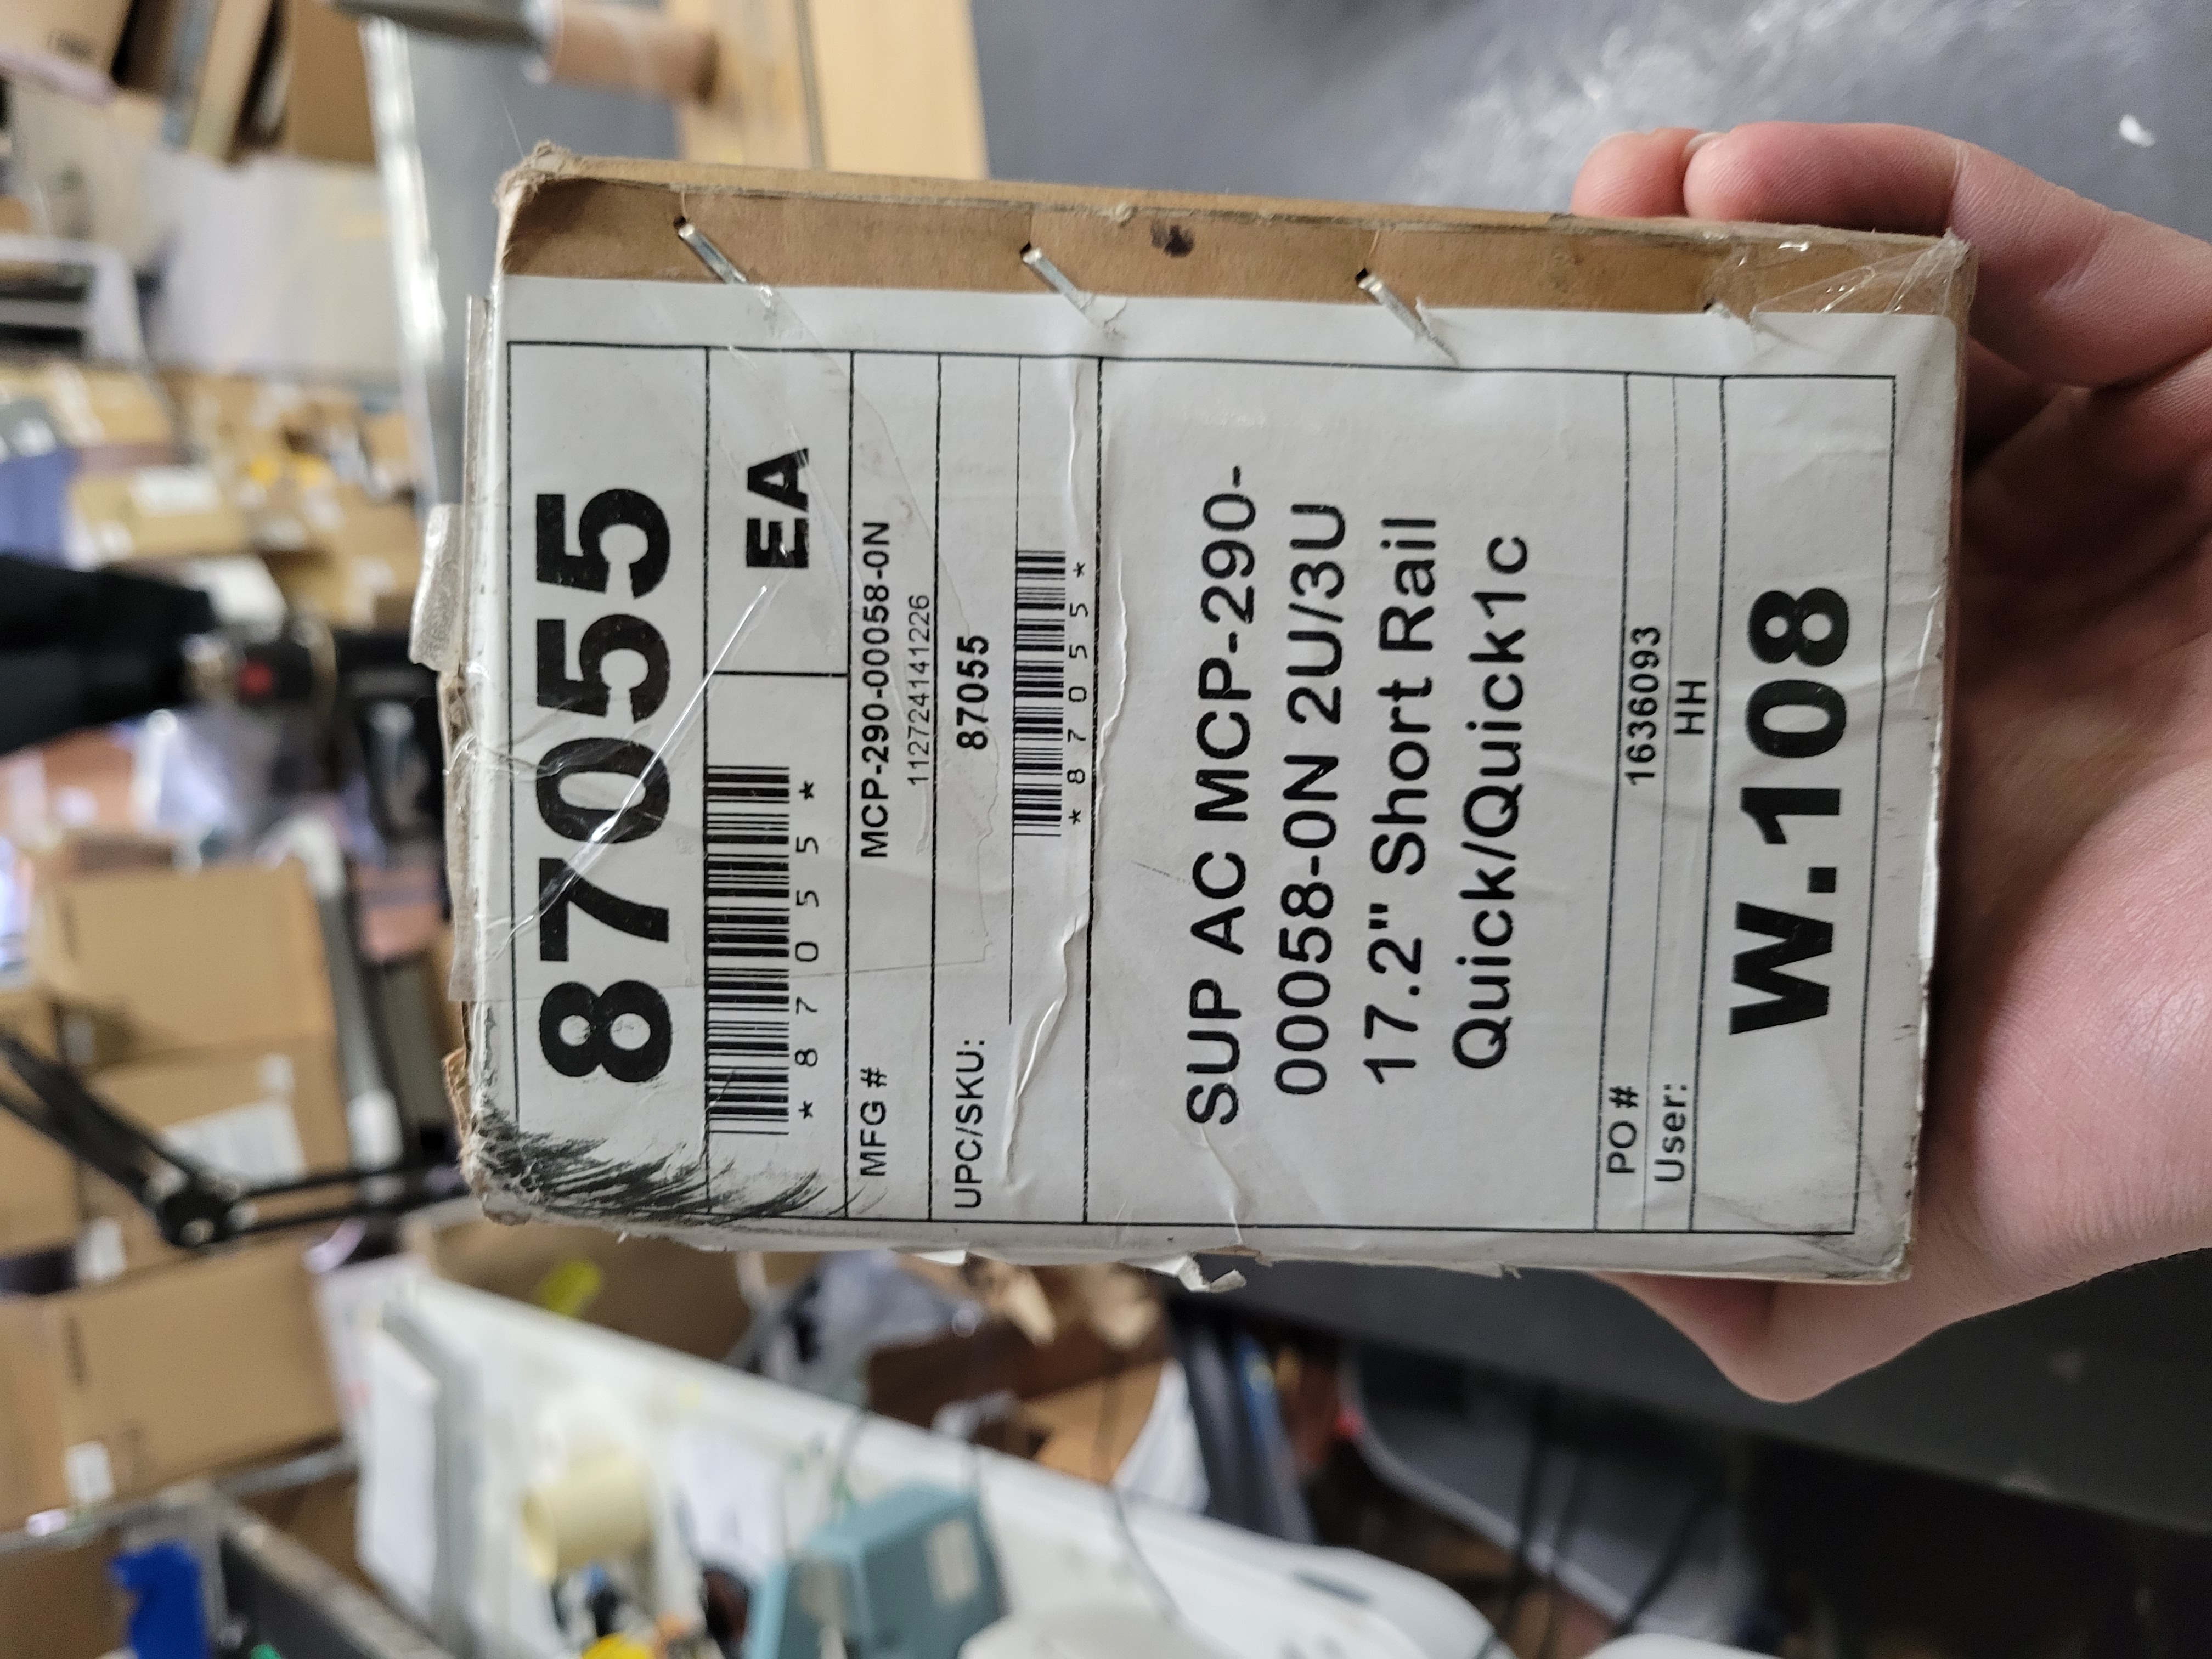 87055
*87055*
EA
MFG # MCP-290-00058-0N
112724141226
UPC/SKU: 87055
*87055*
SUP AC MCP-290-
00058-0N 2U/3U
17.2" Short Rail
Quick/Quick1c
PO # 1636093
User: HH
W.108